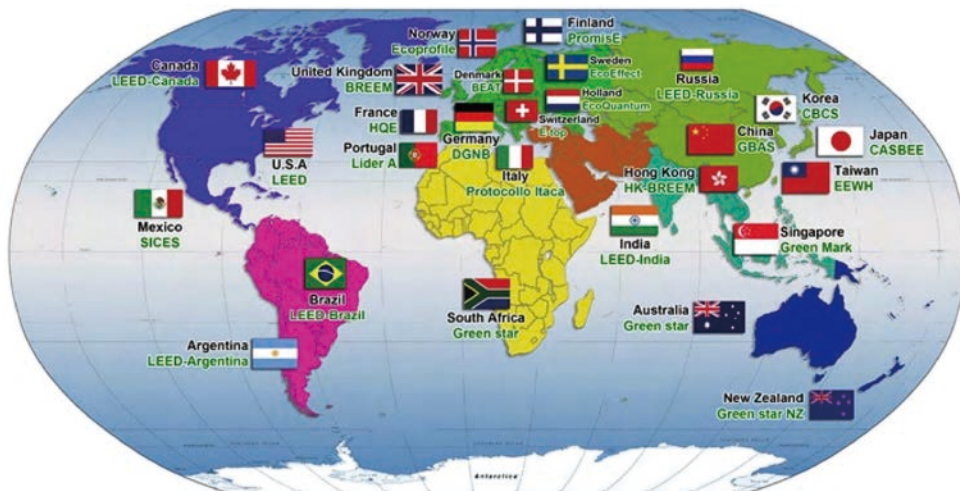 Norway
Ecoprofile
Finland
PromisE
Canada
LEED-Canada
United Kingdom
BREEM
Denmark
BEAT
Sweden
EcoEffect
Russia
LEED-Russia
Holland
EcoQuantum
France
HQE
Germany
DGNB
Switzerland
E top
Korea
CBCS
China
GBAS
Japan
CASBEE
U.S.A
LEED
Portugal
Lider A
Italy
Protocollo Itaca
Hong Kong
HK-BREEM
Taiwan
EEWH
Mexico
SICES
India
LEED-India
Singapore
Green Mark
Brazil
LEED-Brazil
South Africa
Green star
Australia
Green star
Argentina
LEED-Argentina
New Zealand
Green star NZ
Antarctica